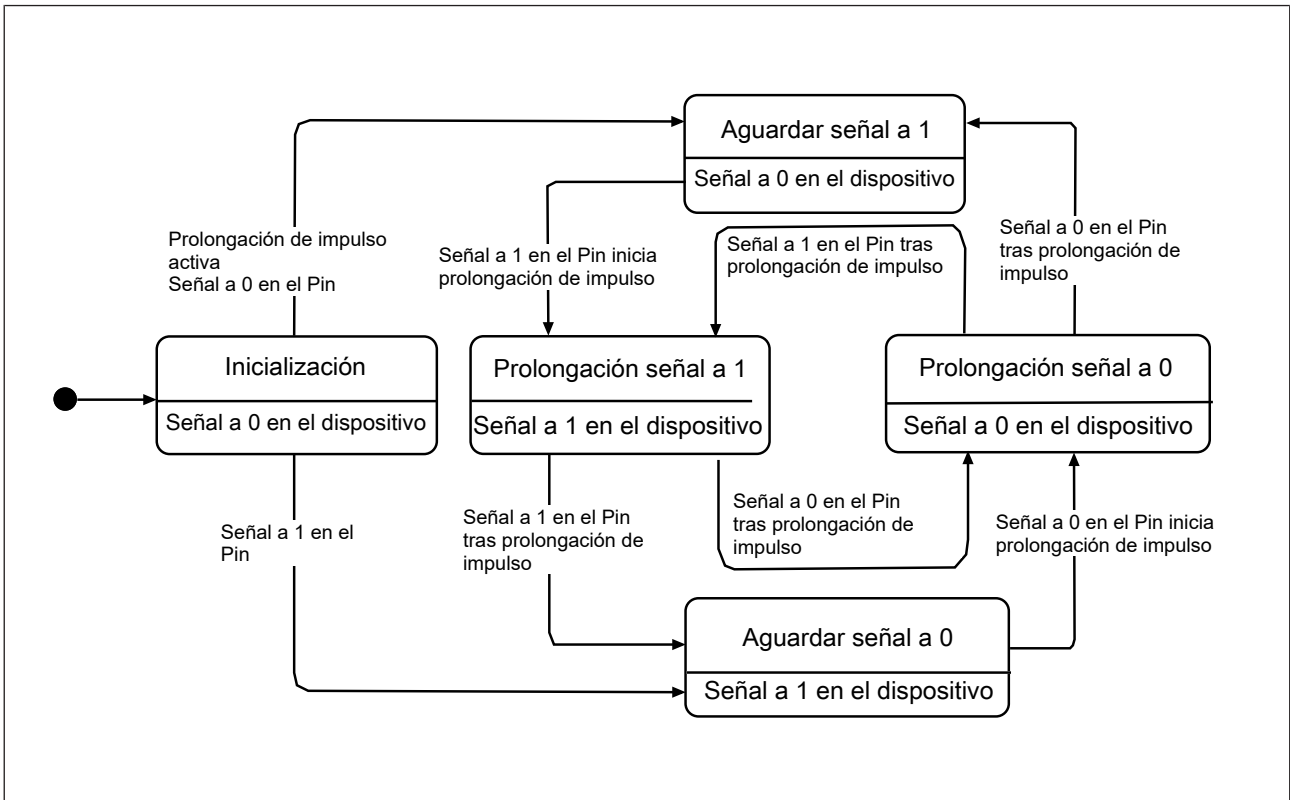 Aguardar señal a 1
Señal a 0 en el dispositivo
Prolongación de impulso
activa
Señal a 0 en el Pin
Señal a 1 en el Pin inicia
prolongación de impulso
Señal a 1 en el Pin tras
prolongación de impulso
Señal a 0 en el Pin
tras prolongación de
impulso
Inicialización
Señal a 0 en el dispositivo
Prolongación señal a 1
Señal a 1 en el dispositivo
Prolongación señal a 0
Señal a 0 en el dispositivo
Señal a 1 en el
Pin
Señal a 1 en el Pin
tras prolongación de
impulso
Señal a 0 en el Pin
tras prolongación de
impulso
Señal a 0 en el Pin inicia
prolongación de impulso
Aguardar señal a 0
Señal a 1 en el dispositivo